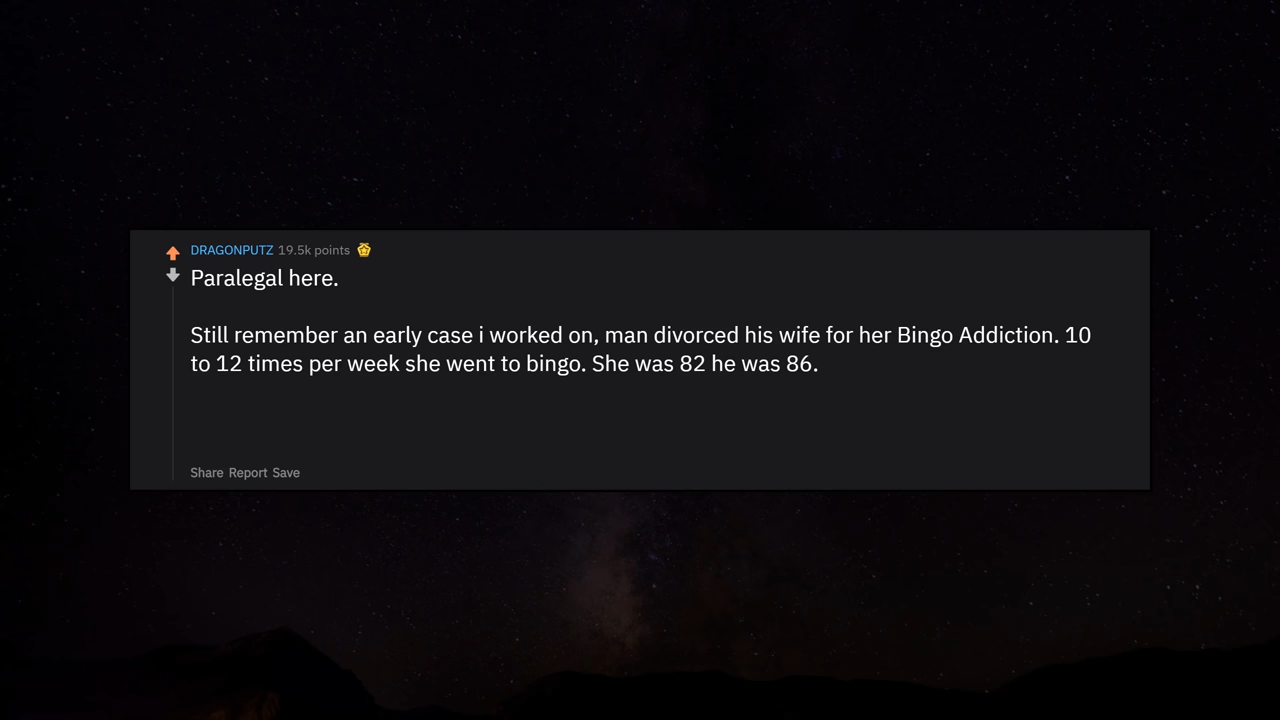 DRAGONPUTZ 19.5k points
Paralegal here.
Still remember an early case i worked on, man divorced his wife for her Bingo Addiction. 10
to 12 times per week she went to bingo. She was 82 he was 86.
Share Report Save